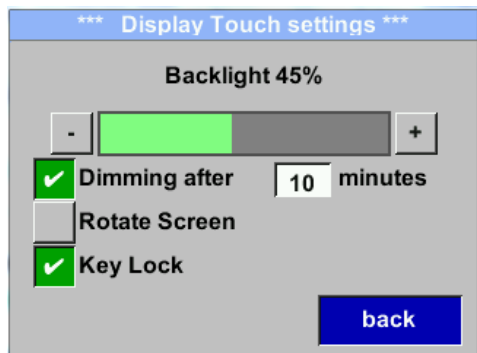 *** Display Touch settings ***
Backlight 45%
- +
Dimming after 10 minutes
Rotate Screen
Key Lock
back